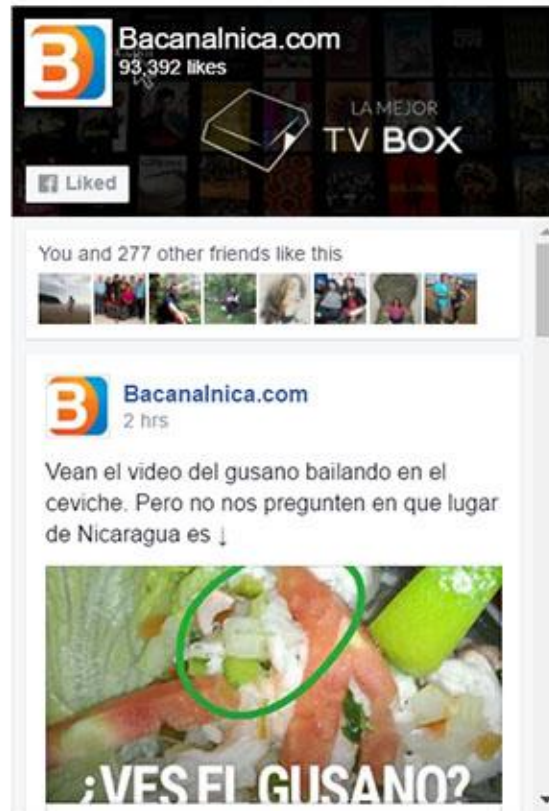 Bacanalnica.com
93,392 likes
LA MEJOR
TV BOX
Liked
You and 277 other friends like this
Bacanalnica.com
2 hrs
Vean el video del gusano bailando en el
ceviche. Pero no nos pregunten en que lugar
de Nicaragua es ↓
¿VES EL GUSANO?